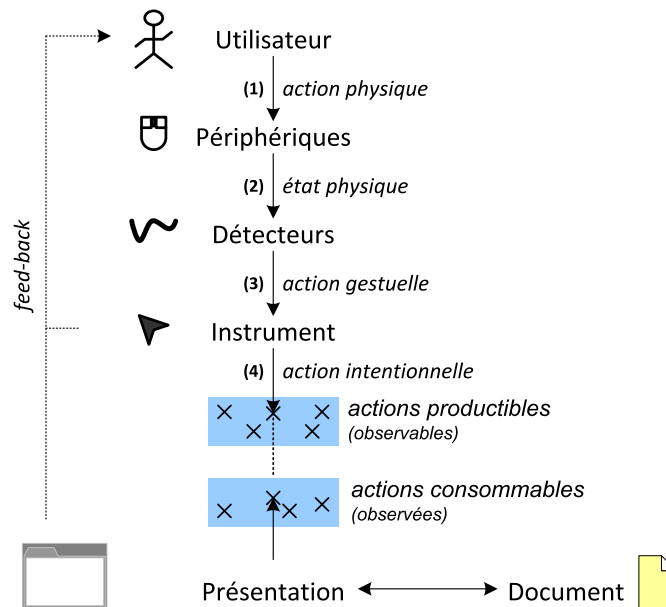 Utilisateur
(1) action physique
Périphériques
(2) état physique
Détecteurs
feed-back
(3) action gestuelle
Instrument
(4) action intentionnelle
actions productibles
(observables)
actions consommables
(observées)
Présentation
Document